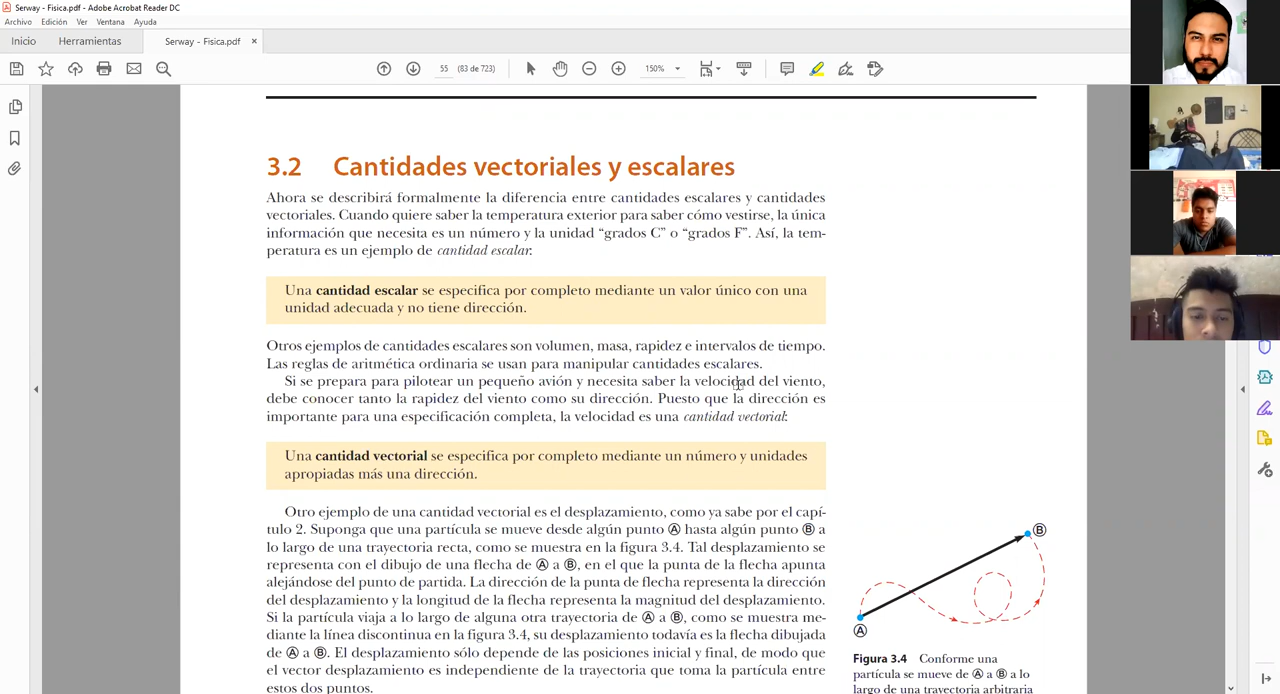 Serway - Fisica.pdf - Adobe Acrobat Reader DC
Archivo Edición Ver Ventana Ayuda
Inicio Herramientas Serway - Fisica.pdf ×
55 (83 de 723) 150%
3.2 Cantidades vectoriales y escalares
Ahora se describirá formalmente la diferencia entre cantidades escalares y cantidades
vectoriales. Cuando quiere saber la temperatura exterior para saber cómo vestirse, la única
información que necesita es un número y la unidad “grados C” o “grados F”. Así, la tem-
peratura es un ejemplo de cantidad escalar:
Una cantidad escalar se especifica por completo mediante un valor único con una
unidad adecuada y no tiene dirección.
Otros ejemplos de cantidades escalares son volumen, masa, rapidez e intervalos de tiempo.
Las reglas de aritmética ordinaria se usan para manipular cantidades escalares.
Si se prepara para pilotear un pequeño avión y necesita saber la velocidad del viento,
debe conocer tanto la rapidez del viento como su dirección. Puesto que la dirección es
importante para una especificación completa, la velocidad es una cantidad vectorial:
Una cantidad vectorial se especifica por completo mediante un número y unidades
apropiadas más una dirección.
Otro ejemplo de una cantidad vectorial es el desplazamiento, como ya sabe por el capí-
tulo 2. Suponga que una partícula se mueve desde algún punto Ⓐ hasta algún punto Ⓑ a
lo largo de una trayectoria recta, como se muestra en la figura 3.4. Tal desplazamiento se
representa con el dibujo de una flecha de Ⓐ a Ⓑ, en el que la punta de la flecha apunta
alejándose del punto de partida. La dirección de la punta de flecha representa la dirección
del desplazamiento y la longitud de la flecha representa la magnitud del desplazamiento.
Si la partícula viaja a lo largo de alguna otra trayectoria de Ⓐ a Ⓑ, como se muestra me-
diante la línea discontinua en la figura 3.4, su desplazamiento todavía es la flecha dibujada
de Ⓐ a Ⓑ. El desplazamiento sólo depende de las posiciones inicial y final, de modo que
el vector desplazamiento es independiente de la trayectoria que toma la partícula entre
estos dos puntos.
Ⓑ
Ⓐ
Figura 3.4 Conforme una
partícula se mueve de Ⓐ a Ⓑ a lo
largo de una trayectoria arbitraria